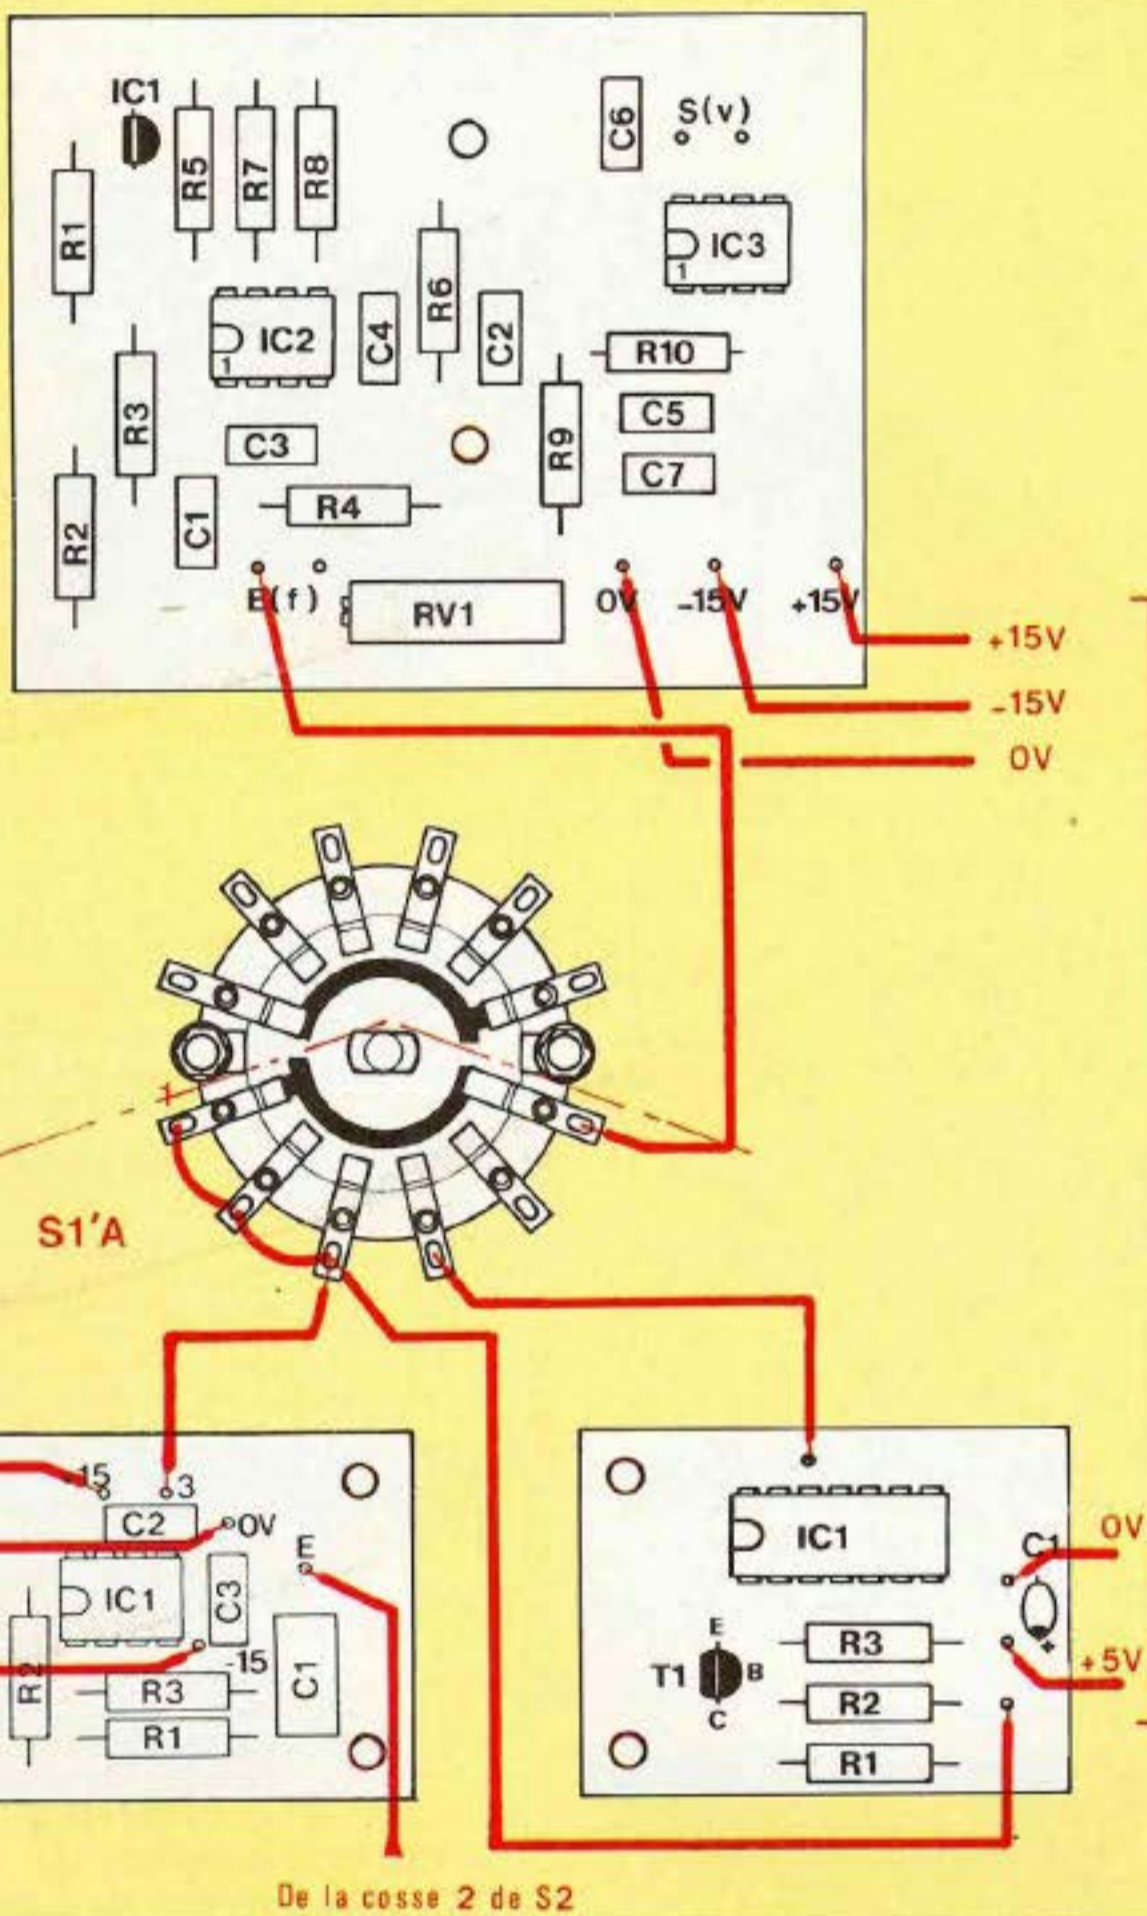 IC1
R5
R7
R8
C6
S(v)
R1
IC3
1
R6
IC2
1
C4
C2
R10
R3
C5
R9
C3
C7
R2
C1
R4
E(f)
RV1
0V
-15V
+15V
+15V
-15V
0V
S1'A
-15
3
C2
0V
E
IC1
C3
R2
-15
R3
C1
R1
IC1
C1
0V
E
R3
+
T1
B
+5V
R2
C
R1
De la cosse 2 de S2